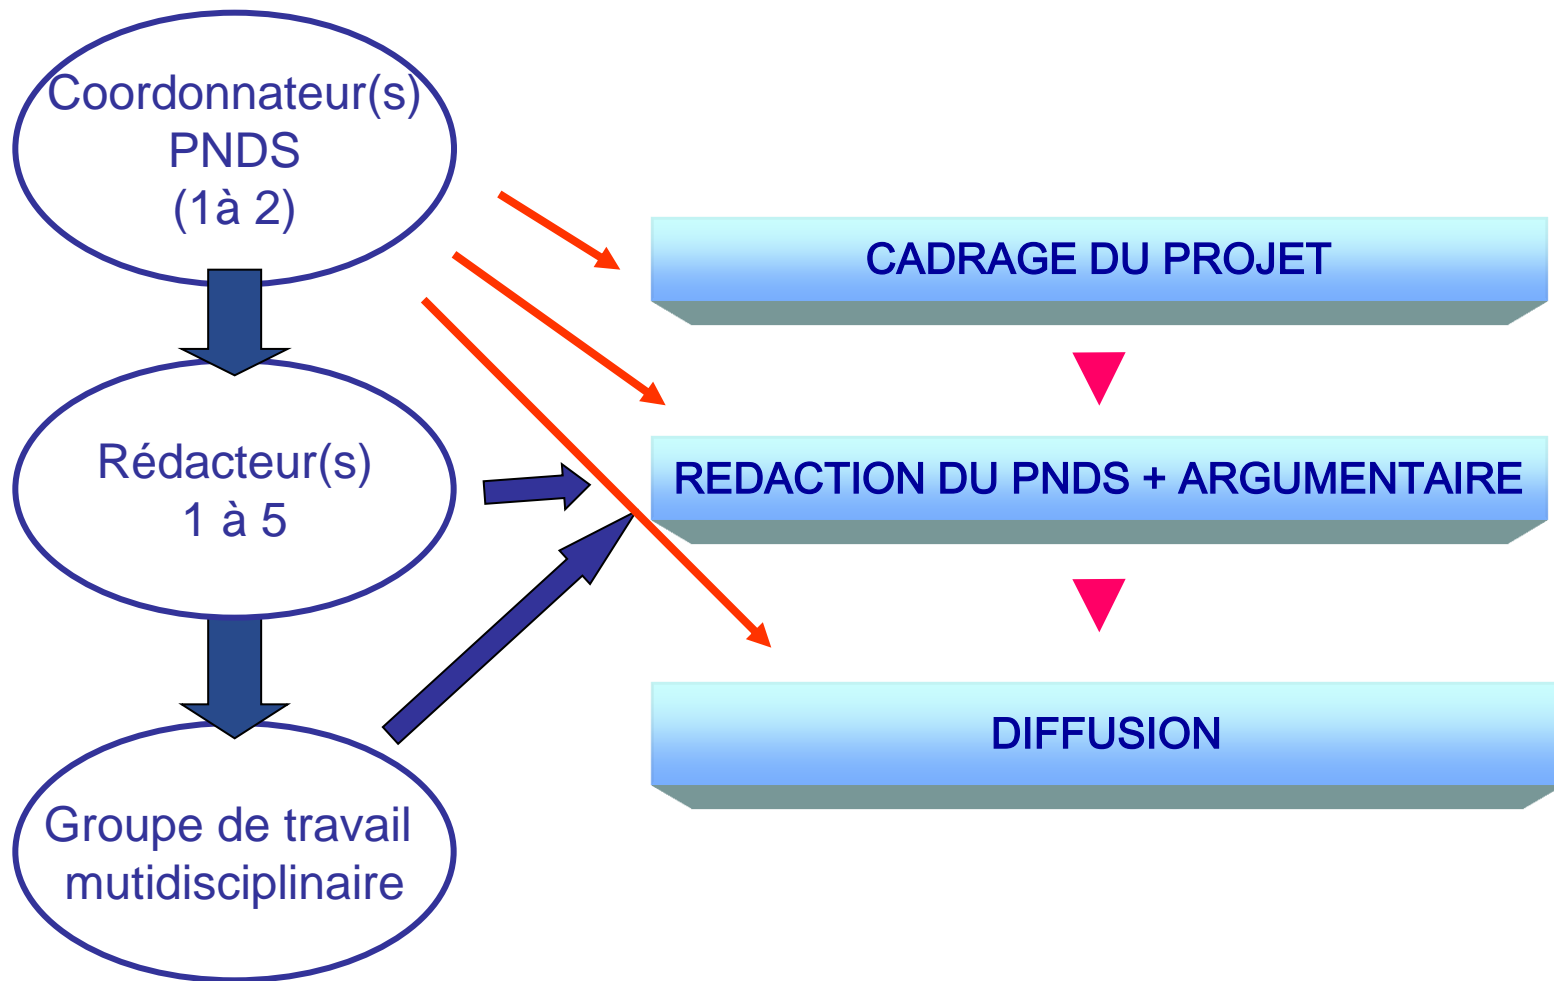 Coordonnateur(s)
PNDS
(1à 2)
Rédacteur(s)
1 à 5
Groupe de travail
mutidisciplinaire
CADRAGE DU PROJET
REDACTION DU PNDS + ARGUMENTAIRE
DIFFUSION